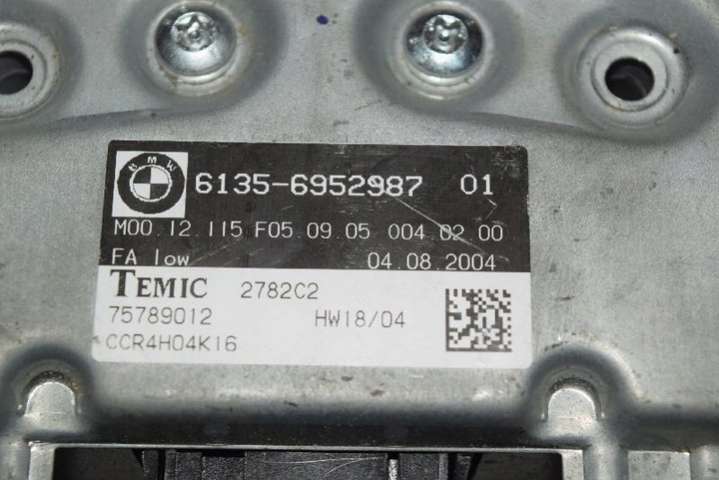 BMW
6135-6952987 01
M00.12.115 F05.09.05 004.02.00
FA low 04.08.2004
TEMIC 2782C2
75789012 HW18/04
CCR4H04K16